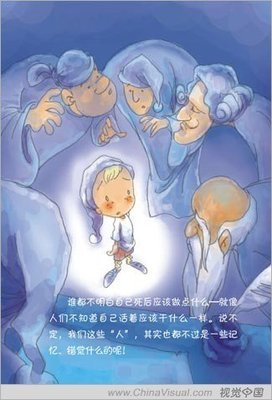 谁都不明白自己死后应该做点什么—就像
人们不知道自己活着应该干什么一样。说不
定，我们这些“人”，其实也都不过是一些记
忆、错觉什么的呢！
www.ChinaVisual.com 视觉中国